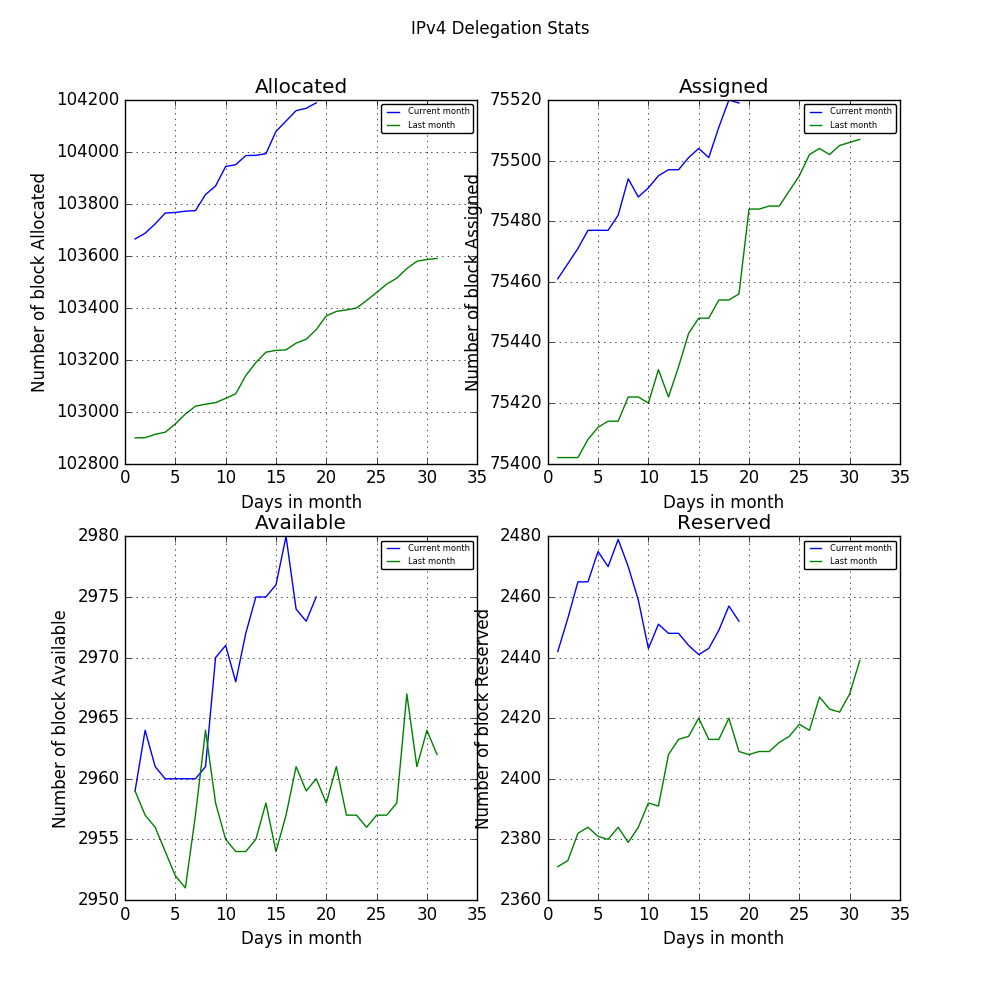 IPv4 Delegation Stats
Allocated
Number of block Allocated
104200
104000
103800
103600
103400
103200
103000
102800
0 5 10 15 20 25 30 35
Days in month
Current month
Last month
Assigned
Number of block Assigned
75520
75500
75480
75460
75440
75420
75400
0 5 10 15 20 25 30 35
Days in month
Current month
Last month
Available
Number of block Available
2980
2975
2970
2965
2960
2955
2950
0 5 10 15 20 25 30 35
Days in month
Current month
Last month
Reserved
Number of block Reserved
2480
2460
2440
2420
2400
2380
2360
0 5 10 15 20 25 30 35
Days in month
Current month
Last month